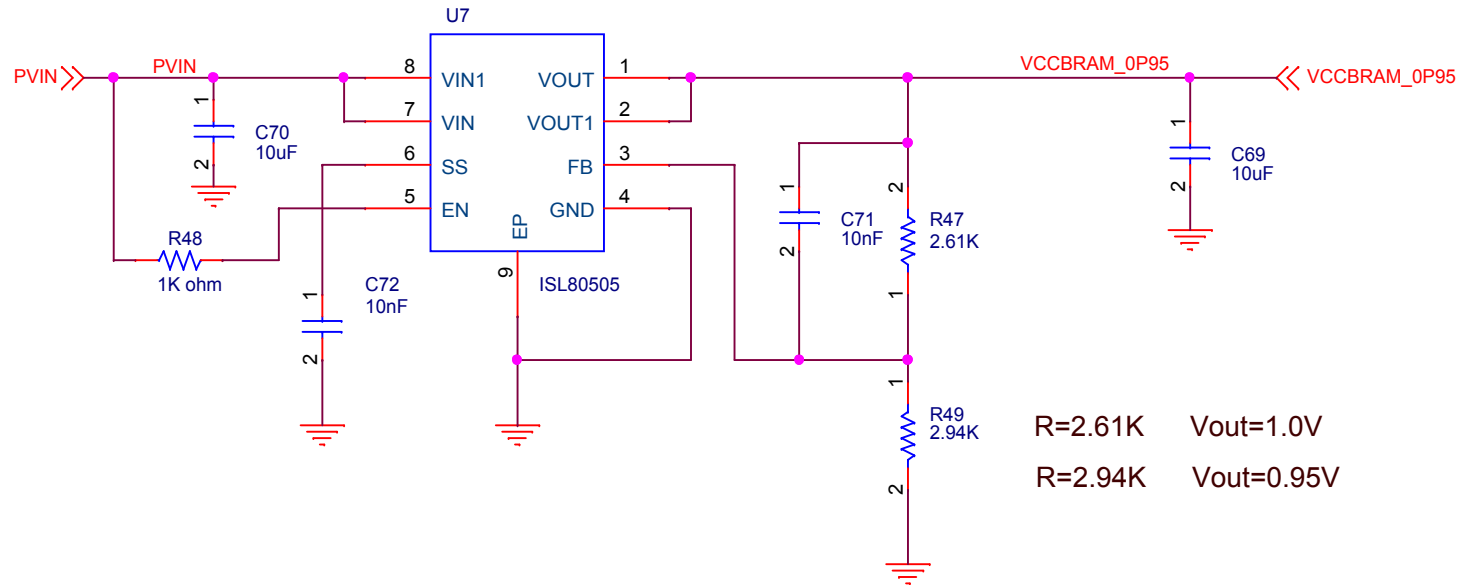 U7
PVIN
PVIN
8
VIN1
VOUT
1
VCCBRAM_0P95
VCCBRAM_0P95
7
VIN
VOUT1
2
6
SS
FB
3
5
EN
GND
4
EP
9
ISL80505
1
C70
10uF
2
R48
1K ohm
1
C72
10nF
2
1
C71
10nF
2
2
R47
2.61K
1
1
C69
10uF
2
1
R49
2.94K
2
R=2.61K Vout=1.0V
R=2.94K Vout=0.95V